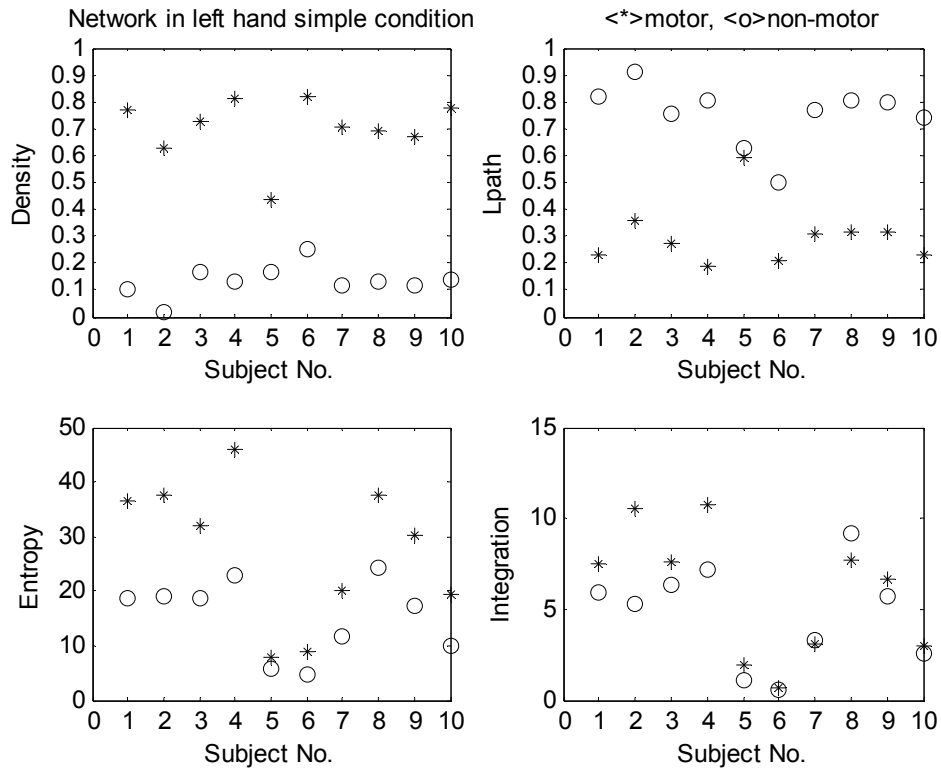 Network in left hand simple condition
<*>motor, <o>non-motor
1
0.9
0.8
0.7
0.6
0.5
0.4
0.3
0.2
0.1
0
Density
0 1 2 3 4 5 6 7 8 9 10
Subject No.
1
0.9
0.8
0.7
0.6
0.5
0.4
0.3
0.2
0.1
0
Lpath
0 1 2 3 4 5 6 7 8 9 10
Subject No.
50
40
30
20
10
0
Entropy
0 1 2 3 4 5 6 7 8 9 10
Subject No.
15
10
5
0
Integration
0 1 2 3 4 5 6 7 8 9 10
Subject No.